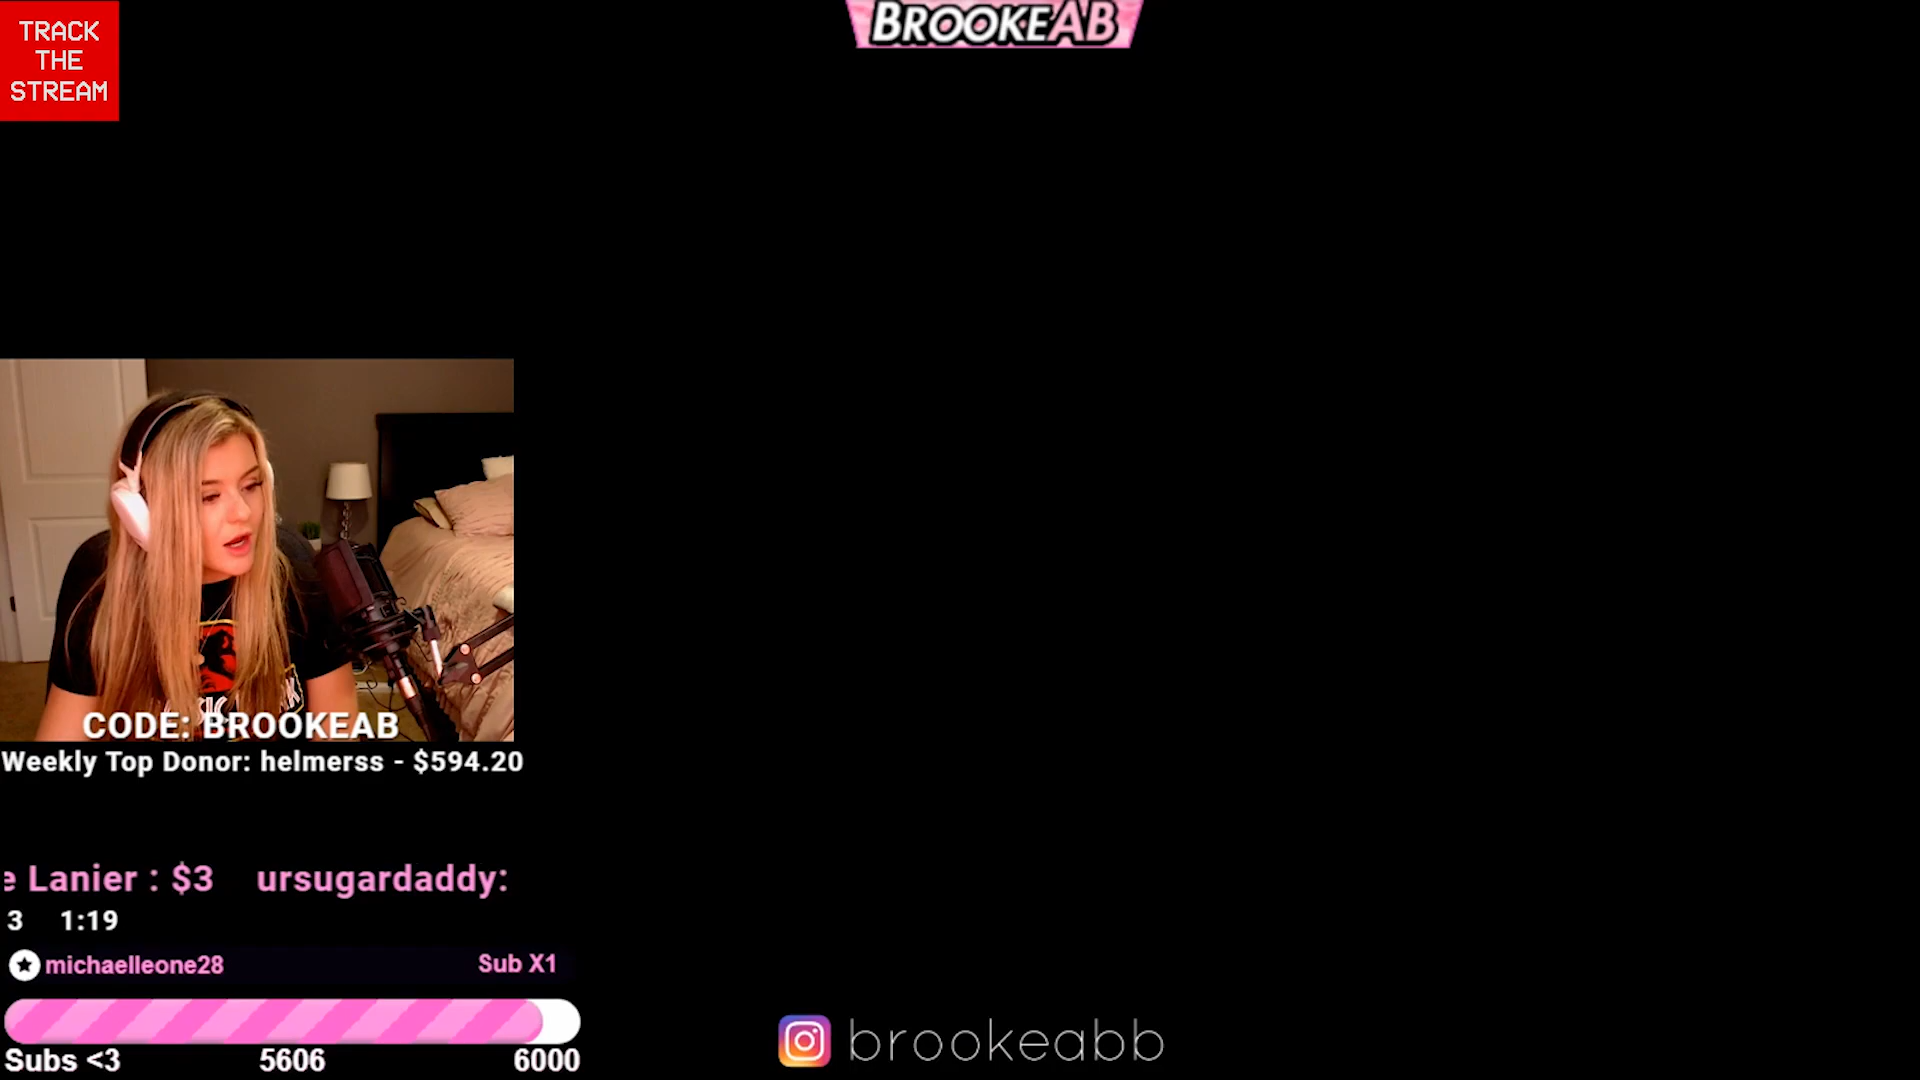 TRACK
THE
STREAM
BROOKEAB
CODE: BROOKEAB
Weekly Top Donor: helmerss - $594.20
e Lanier : $3 ursugardaddy:
3 1:19
michaelleone28 Sub X1
Subs <3 5606 6000
brookeabb